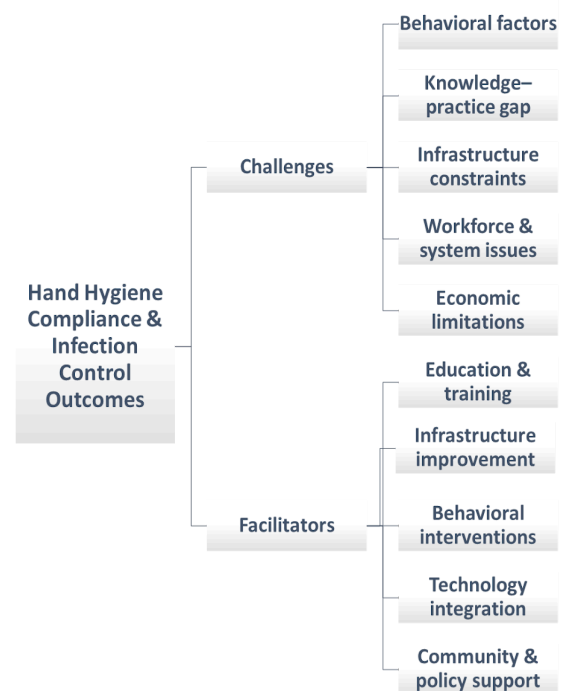 Hand Hygiene
Compliance &
Infection
Control
Outcomes
Challenges
Behavioral factors
Knowledge–
practice gap
Infrastructure
constraints
Workforce &
system issues
Economic
limitations
Facilitators
Education &
training
Infrastructure
improvement
Behavioral
interventions
Technology
integration
Community &
policy support